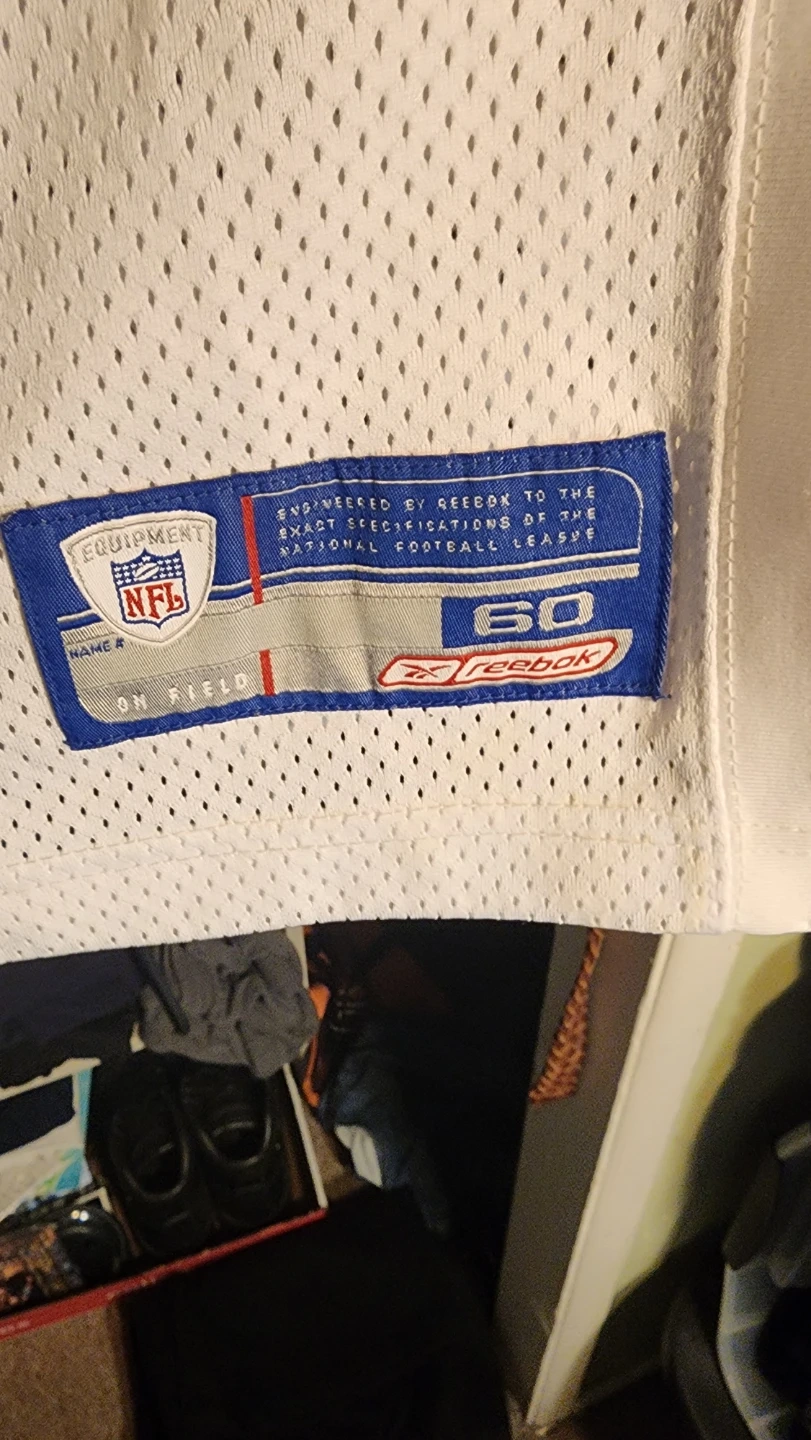 EQUIPMENT
NFL
ENGINEERED BY REEBOK TO THE
EXACT SPECIFICATIONS OF THE
NATIONAL FOOTBALL LEAGUE
60
NAME #
ON FIELD
reebok